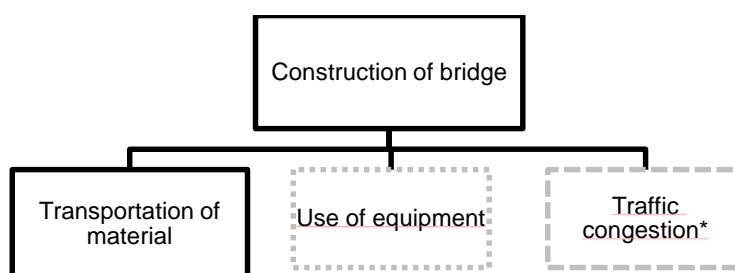 Construction of bridge
Transportation of
material
Use of equipment
Traffic
congestion*